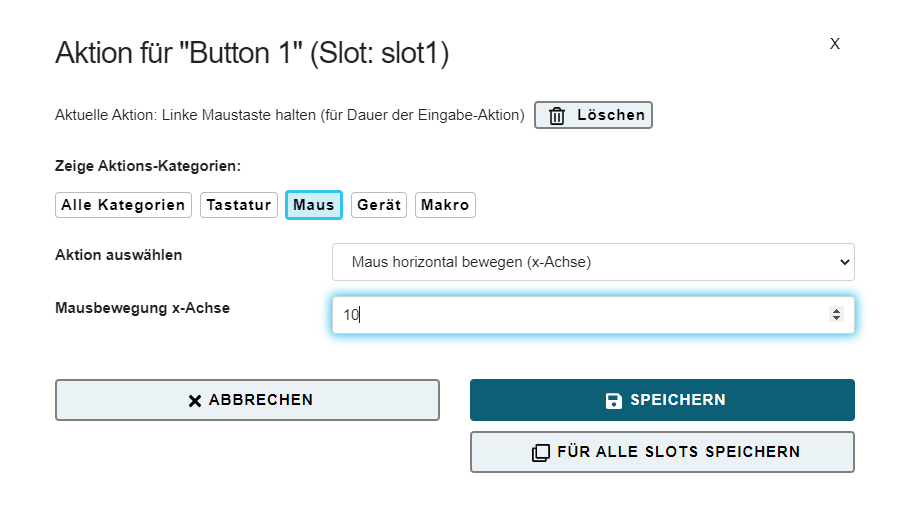 Aktion für "Button 1" (Slot: slot1)
X
Aktuelle Aktion: Linke Maustaste halten (für Dauer der Eingabe-Aktion) Löschen
Zeige Aktions-Kategorien:
Alle Kategorien Tastatur Maus Gerät Makro
Aktion auswählen Maus horizontal bewegen (x-Achse)
Mausbewegung x-Achse 10
ABBRECHEN SPEICHERN
FÜR ALLE SLOTS SPEICHERN